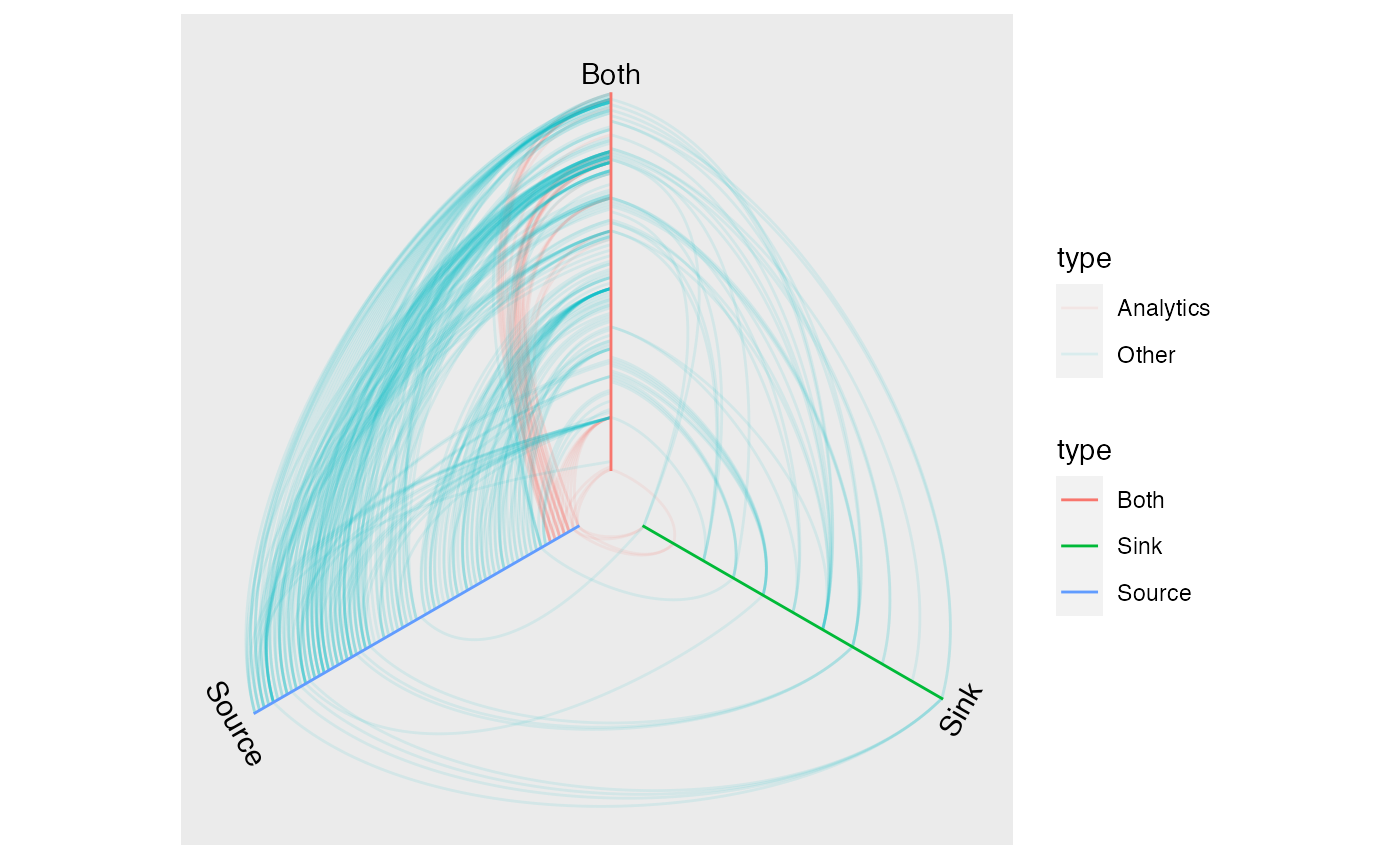 Both
Source
Sink
type
Analytics
Other
type
Both
Sink
Source